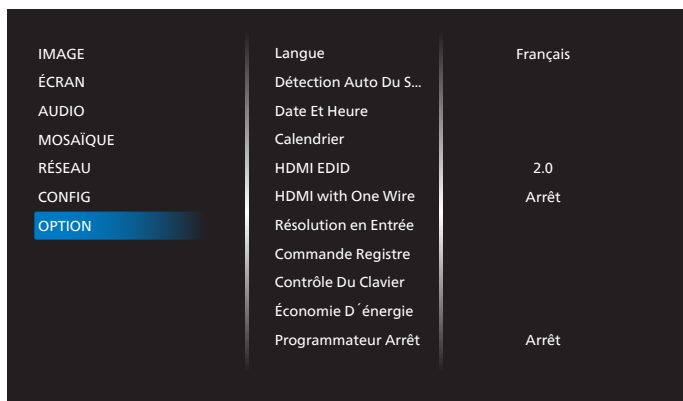 IMAGE
ÉCRAN
AUDIO
MOSAÏQUE
RÉSEAU
CONFIG
OPTION
Langue Français
Détection Auto Du S...
Date Et Heure
Calendrier
HDMI EDID 2.0
HDMI with One Wire Arrêt
Résolution en Entrée
Commande Registre
Contrôle Du Clavier
Économie D´énergie
Programmateur Arrêt Arrêt